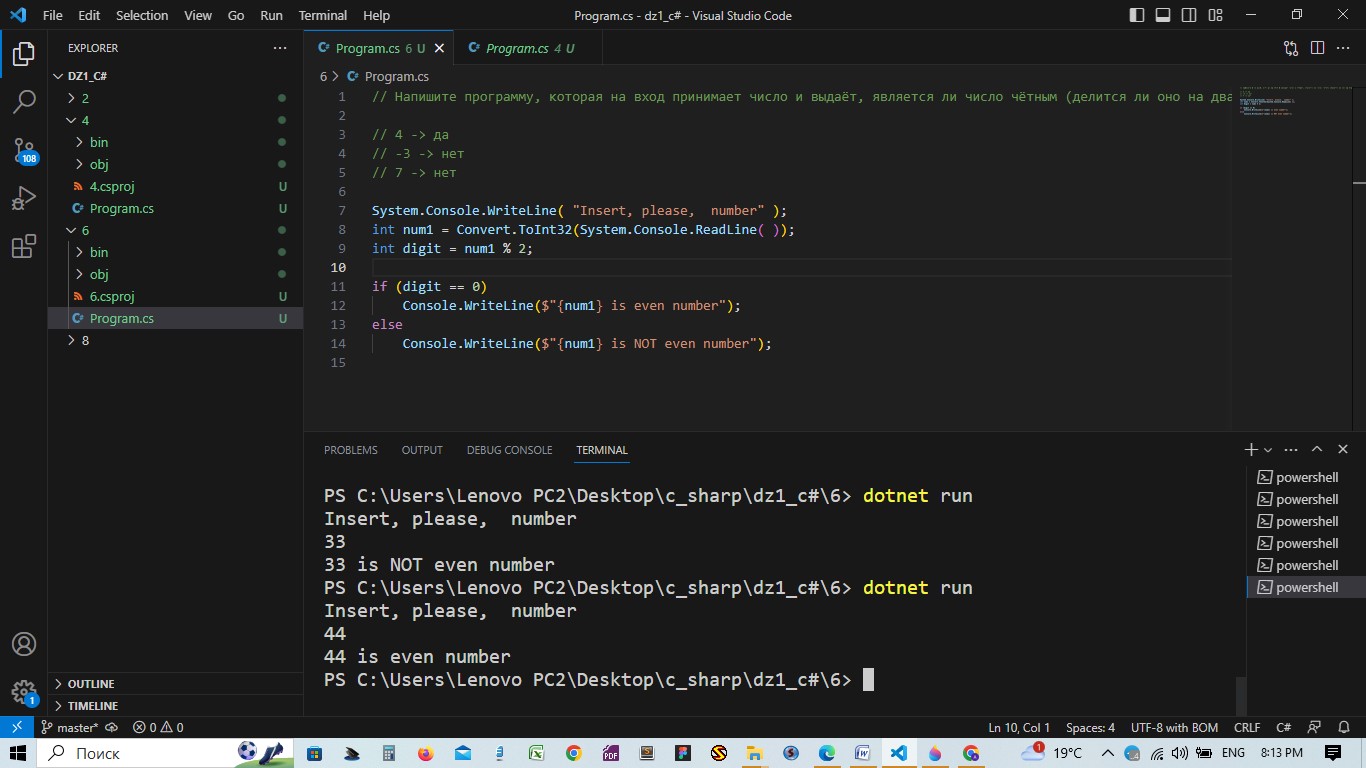 File Edit Selection View Go Run Terminal Help
Program.cs - dz1_c# - Visual Studio Code
EXPLORER
DZ1_C#
2
4
bin
obj
4.csproj U
Program.cs U
6
bin
obj
6.csproj U
Program.cs U
8
OUTLINE
TIMELINE
108
1
Program.cs 6 U
Program.cs 4 U
6 > Program.cs
1 // Напишите программу, которая на вход принимает число и выдаёт, является ли число чётным (делится ли оно на два
2
3 // 4 -> да
4 // -3 -> нет
5 // 7 -> нет
6
7 System.Console.WriteLine( "Insert, please,  number" );
8 int num1 = Convert.ToInt32(System.Console.ReadLine( ));
9 int digit = num1 % 2;
10
11 if (digit == 0)
12     Console.WriteLine($"{num1} is even number");
13 else
14     Console.WriteLine($"{num1} is NOT even number");
15
PROBLEMS OUTPUT DEBUG CONSOLE TERMINAL
PS C:\Users\Lenovo PC2\Desktop\c_sharp\dz1_c#\6> dotnet run
Insert, please,  number
33
33 is NOT even number
PS C:\Users\Lenovo PC2\Desktop\c_sharp\dz1_c#\6> dotnet run
Insert, please,  number
44
44 is even number
PS C:\Users\Lenovo PC2\Desktop\c_sharp\dz1_c#\6>
powershell
powershell
powershell
powershell
powershell
powershell
master* 0 0
Ln 10, Col 1 Spaces: 4 UTF-8 with BOM CRLF C#
Поиск
PDF
1
19°C
ENG 8:13 PM